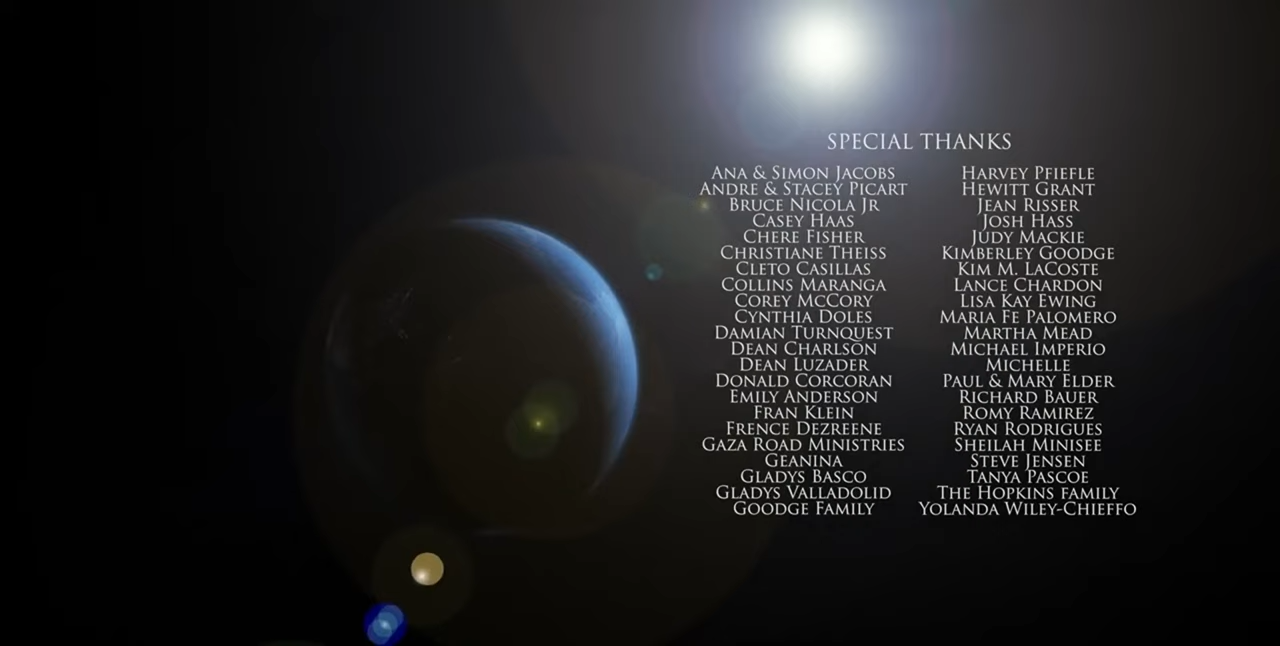 SPECIAL THANKS
ANA & SIMON JACOBS
ANDRE & STACEY PICART
BRUCE NICOLA JR
CASEY HAAS
CHERE FISHER
CHRISTIANE THEISS
CLETO CASILLAS
COLLINS MARANGA
COREY MCCORY
CYNTHIA DOLES
DAMIAN TURNQUEST
DEAN CHARLSON
DEAN LUZADER
DONALD CORCORAN
EMILY ANDERSON
FRAN KLEIN
FRENCE DEZREENE
GAZA ROAD MINISTRIES
GEANINA
GLADYS BASCO
GLADYS VALLADOLID
GOODGE FAMILY
HARVEY PFIEFLE
HEWITT GRANT
JEAN RISSER
JOSH HASS
JUDY MACKIE
KIMBERLEY GOODGE
KIM M. LACOSTE
LANCE CHARDON
LISA KAY EWING
MARIA FE PALOMERO
MARTHA MEAD
MICHAEL IMPERIO
MICHELLE
PAUL & MARY ELDER
RICHARD BAUER
ROMY RAMIREZ
RYAN RODRIGUES
SHEILAH MINISEE
STEVE JENSEN
TANYA PASCOE
THE HOPKINS FAMILY
YOLANDA WILEY-CHIEFFO